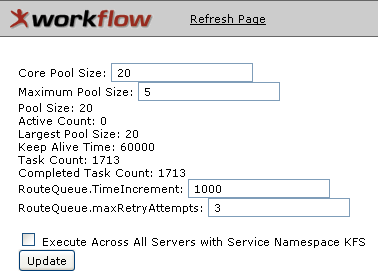 workflow Refresh Page
Core Pool Size: 20
Maximum Pool Size: 5
Pool Size: 20
Active Count: 0
Largest Pool Size: 20
Keep Alive Time: 60000
Task Count: 1713
Completed Task Count: 1713
RouteQueue.TimeIncrement: 1000
RouteQueue.maxRetryAttempts: 3
Execute Across All Servers with Service Namespace KFS
Update